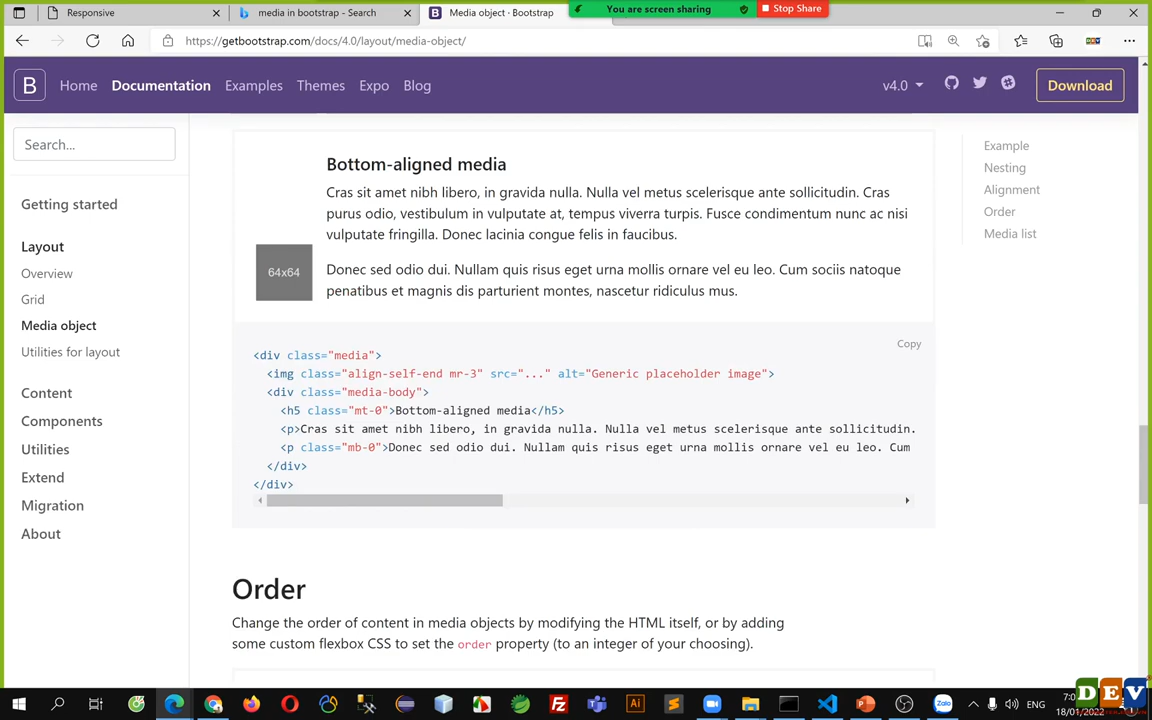 Responsive
media in bootstrap - Search
Media object · Bootstrap
You are screen sharing
Stop Share
https://getbootstrap.com/docs/4.0/layout/media-object/
B
Home
Documentation
Examples
Themes
Expo
Blog
v4.0
Download
Search...
Getting started
Layout
Overview
Grid
Media object
Utilities for layout
Content
Components
Utilities
Extend
Migration
About
Example
Nesting
Alignment
Order
Media list
Bottom-aligned media
Cras sit amet nibh libero, in gravida nulla. Nulla vel metus scelerisque ante sollicitudin. Cras
purus odio, vestibulum in vulputate at, tempus viverra turpis. Fusce condimentum nunc ac nisi
vulputate fringilla. Donec lacinia congue felis in faucibus.
64x64
Donec sed odio dui. Nullam quis risus eget urna mollis ornare vel eu leo. Cum sociis natoque
penatibus et magnis dis parturient montes, nascetur ridiculus mus.
Copy
<div class="media">
<img class="align-self-end mr-3" src="..." alt="Generic placeholder image">
<div class="media-body">
<h5 class="mt-0">Bottom-aligned media</h5>
<p>Cras sit amet nibh libero, in gravida nulla. Nulla vel metus scelerisque ante sollicitudin.
<p class="mb-0">Donec sed odio dui. Nullam quis risus eget urna mollis ornare vel eu leo. Cum
</div>
</div>
Order
Change the order of content in media objects by modifying the HTML itself, or by adding
some custom flexbox CSS to set the order property (to an integer of your choosing).
Ai
Zalo
ENG
18/01/2022
DEV